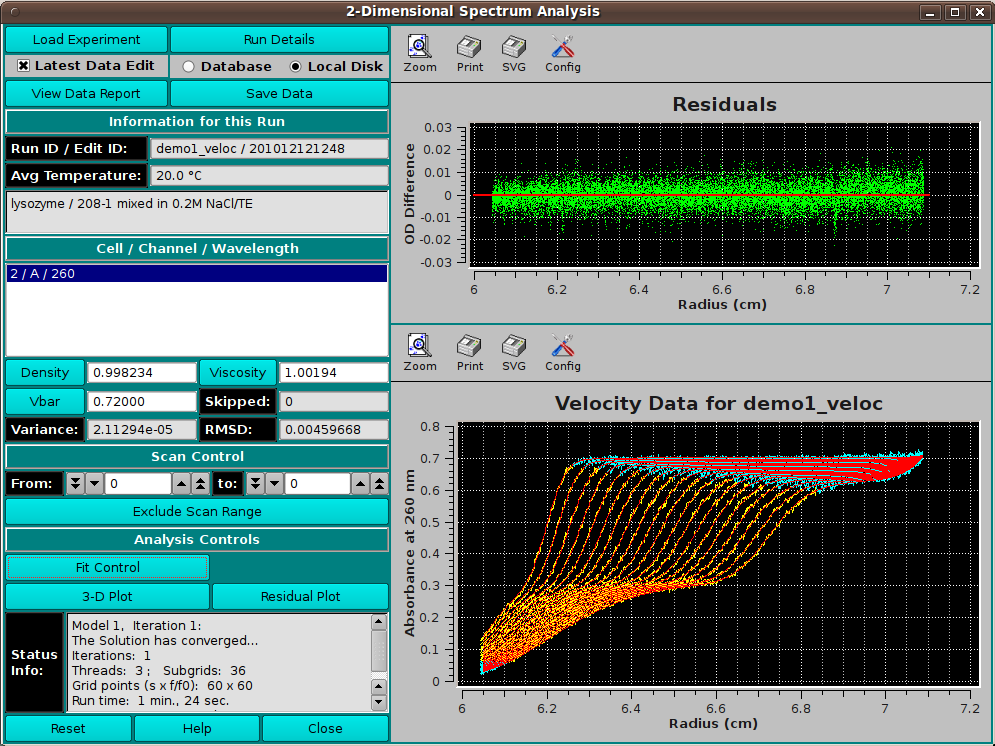 2-Dimensional Spectrum Analysis
Load Experiment
Run Details
Latest Data Edit
Database
Local Disk
View Data Report
Save Data
Information for this Run
Run ID / Edit ID:
demo1_veloc / 201012121248
Avg Temperature:
20.0 °C
lysozyme / 208-1 mixed in 0.2M NaCl/TE
Cell / Channel / Wavelength
2 / A / 260
Density
0.998234
Viscosity
1.00194
Vbar
0.72000
Skipped:
0
Variance:
2.11294e-05
RMSD:
0.00459668
Scan Control
From:
0
to:
0
Exclude Scan Range
Analysis Controls
Fit Control
3-D Plot
Residual Plot
Status
Info:
Model 1, Iteration 1:
The Solution has converged...
Iterations: 1
Threads: 3 ; Subgrids: 36
Grid points (s x f/f0): 60 x 60
Run time: 1 min., 24 sec.
Reset
Help
Close
Zoom
Print
SVG
Config
Residuals
OD Difference
0.03
0.02
0.01
0
-0.01
-0.02
-0.03
6
6.2
6.4
6.6
6.8
7
7.2
Radius (cm)
Zoom
Print
SVG
Config
Velocity Data for demo1_veloc
Absorbance at 260 nm
0.8
0.7
0.6
0.5
0.4
0.3
0.2
0.1
0
6
6.2
6.4
6.6
6.8
7
7.2
Radius (cm)